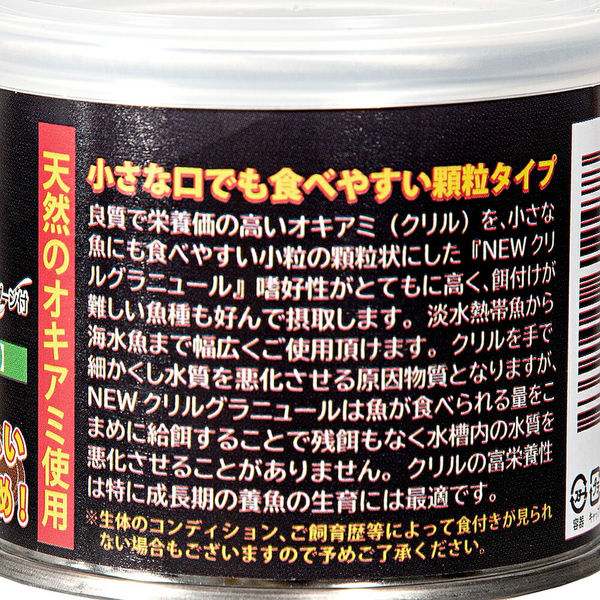 天然のオキアミ使用
小さな口でも食べやすい顆粒タイプ
良質で栄養価の高いオキアミ（クリル）を、小さな
魚にも食べやすい小粒の顆粒状にした『NEWクリ
ルグラニュール』嗜好性がとても高く、餌付けが
難しい魚種も好んで摂取します。淡水熱帯魚から
海水魚まで幅広くご使用頂けます。クリルを手で
細かくし水質を悪化させる原因物質となりますが、
NEWクリルグラニュールは魚が食べられる量をこ
まめに給餌することで残餌もなく水槽内の水質を
悪化させることがありません。クリルの富栄養性
は特に成長期の養魚の生育には最適です。
※生体のコンディション、ご飼育歴等によって食付きが見られ
ない場合もございますので予めご了承ください。
い
め！
容器
キャップ